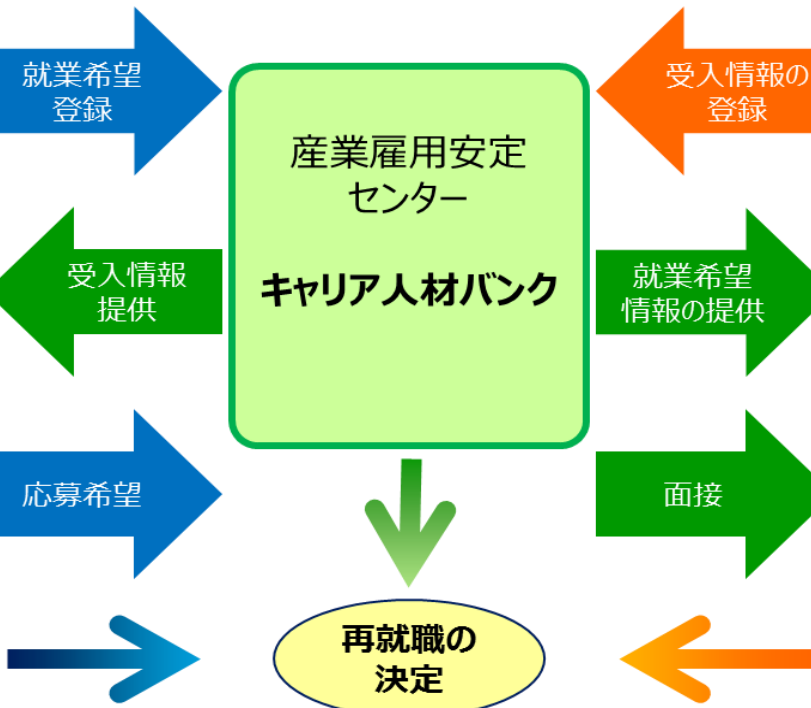 就業希望
登録
産業雇用安定
センター
キャリア人材バンク
受入情報の
登録
受入情報
提供
就業希望
情報の提供
応募希望
面接
再就職の
決定